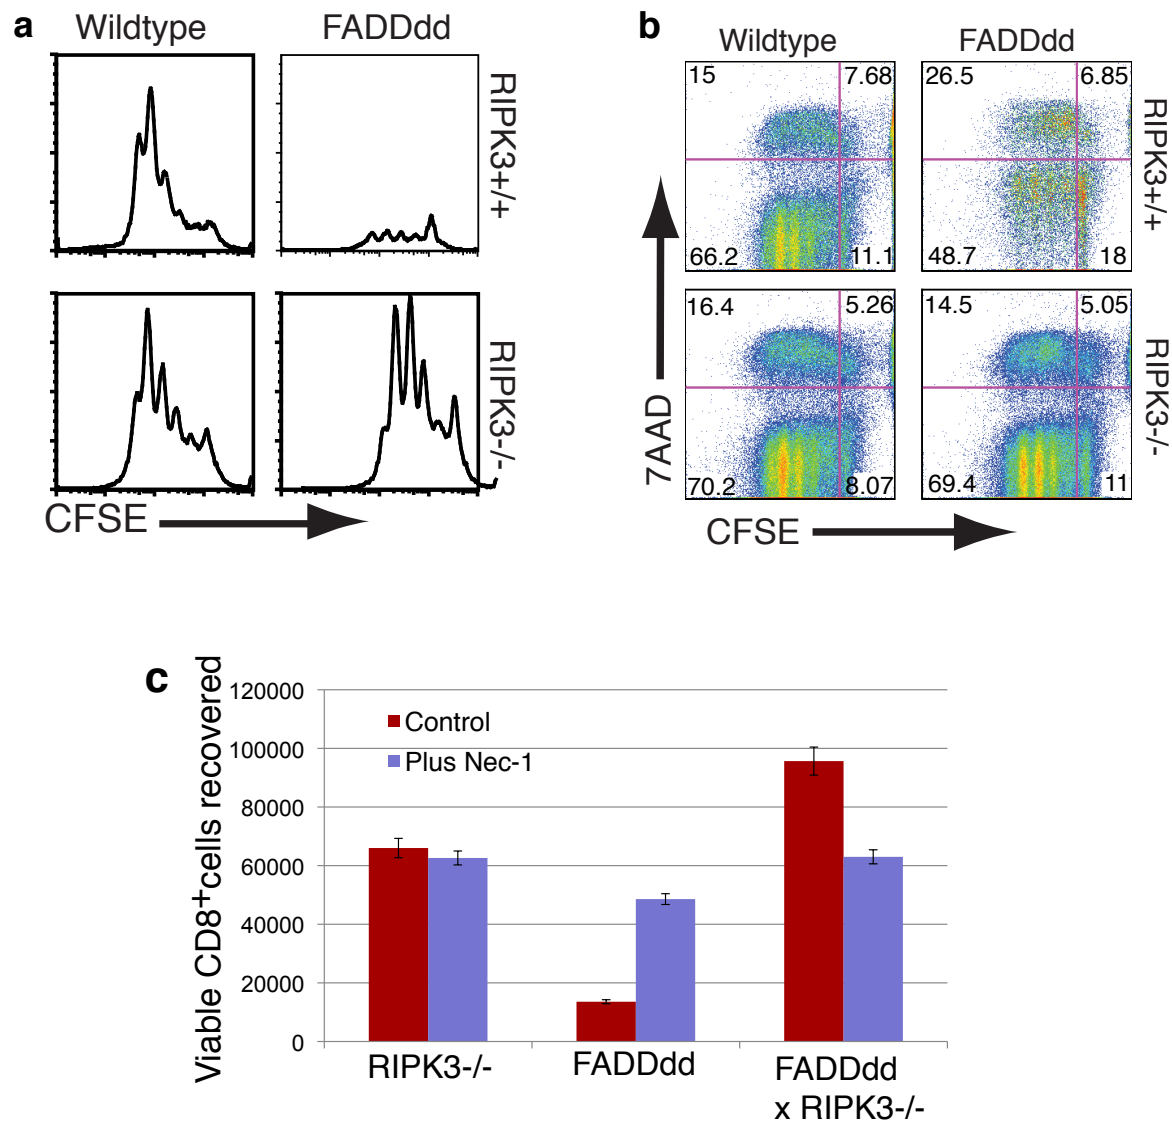 a
Wildtype
FADDdd
RIPK3+/+
RIPK3-/-
CFSE
b
Wildtype
FADDdd
15
7.68
66.2
11.1
26.5
6.85
48.7
18
RIPK3+/+
16.4
5.26
70.2
8.07
14.5
5.05
69.4
11
RIPK3-/-
7AAD
CFSE
c
Viable CD8+cells recovered
120000
100000
80000
60000
40000
20000
0
Control
Plus Nec-1
RIPK3-/-
FADDdd
FADDdd
x RIPK3-/-